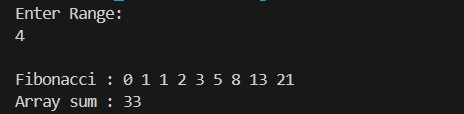 Enter Range:
4
Fibonacci : 0 1 1 2 3 5 8 13 21
Array sum : 33